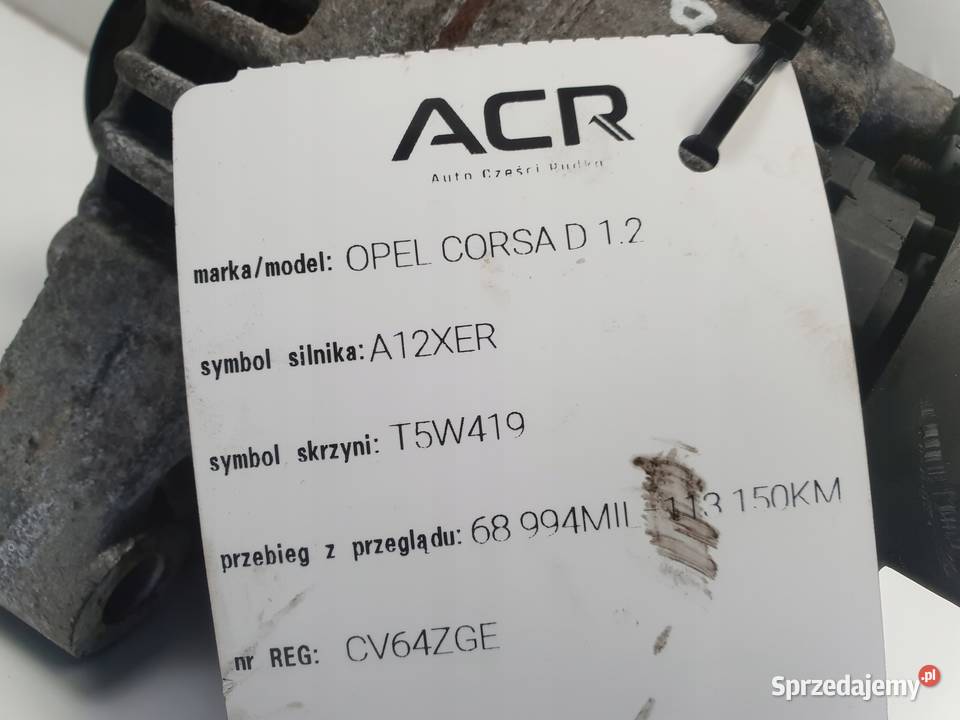 ACR
Auto Części
marka/model: OPEL CORSA D 1.2
symbol silnika: A12XER
symbol skrzyni: T5W419
przebieg z przeglądu: 68 994MIL - 113 150KM
nr REG: CV64ZGE
Sprzedajemy.pl